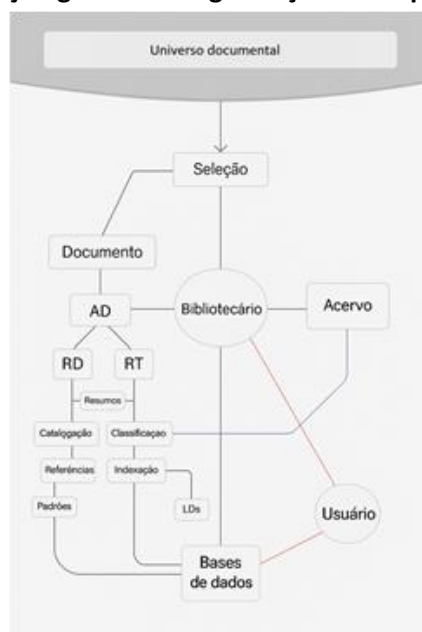 Universo documental
Seleção
Documento
Bibliotecário
Acervo
AD
RD
RT
Resumos
Catalogação
Classificaçao
Referências
Indexação
Padrões
LDs
Usuário
Bases
de dados